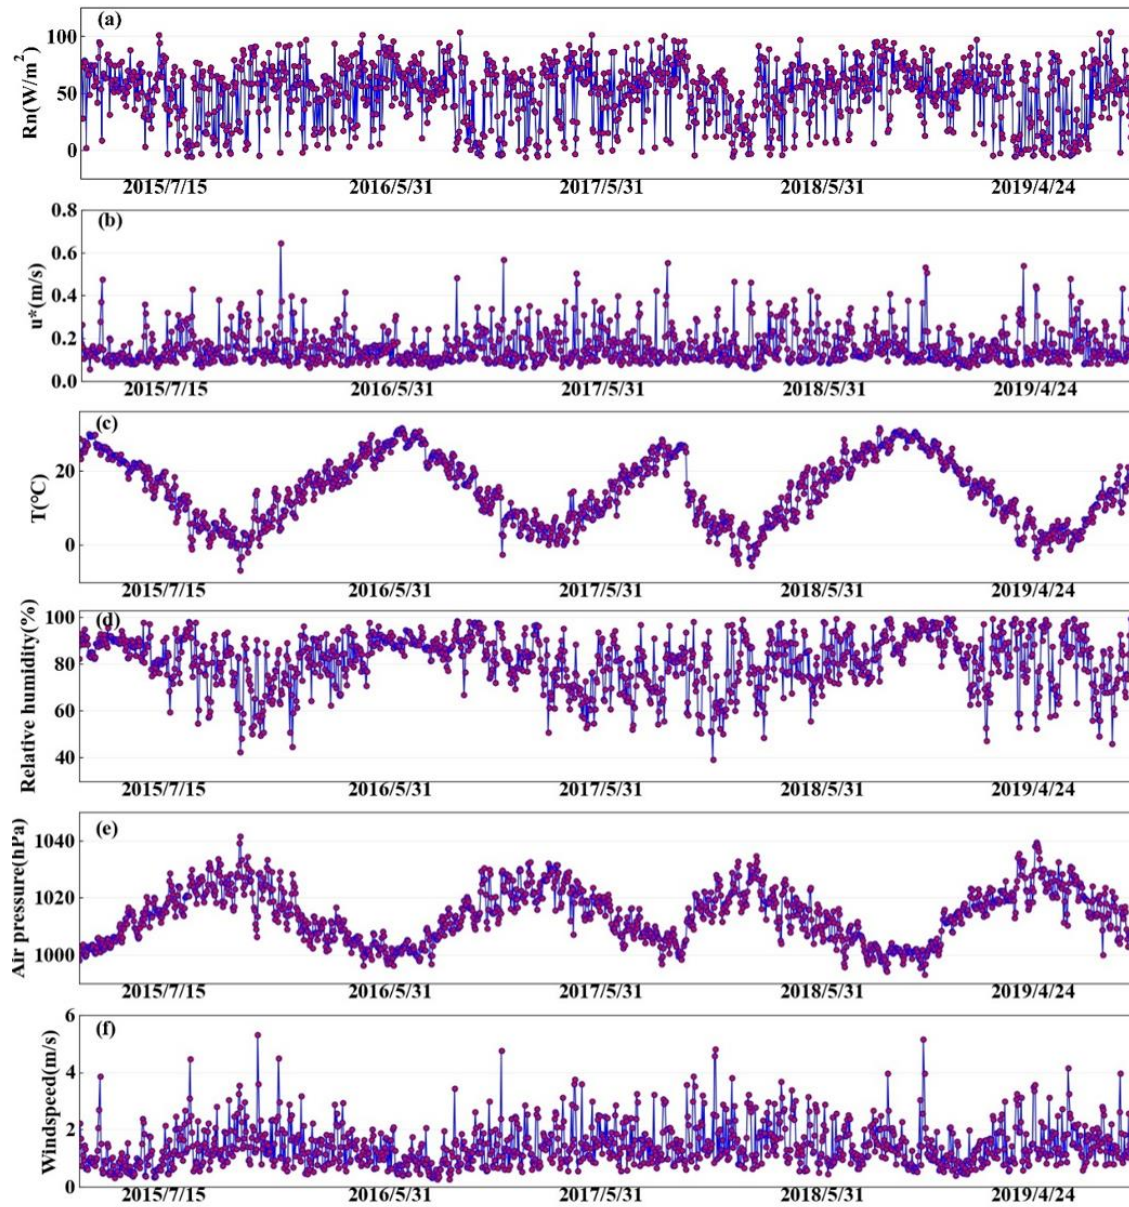 (a)
Rn(W/m²)
100
50
0
2015/7/15 2016/5/31 2017/5/31 2018/5/31 2019/4/24
(b)
u*(m/s)
0.8
0.6
0.4
0.2
0.0
2015/7/15 2016/5/31 2017/5/31 2018/5/31 2019/4/24
(c)
T(°C)
20
0
2015/7/15 2016/5/31 2017/5/31 2018/5/31 2019/4/24
(d)
Relative humidity(%)
100
80
60
40
2015/7/15 2016/5/31 2017/5/31 2018/5/31 2019/4/24
(e)
Air pressure(hPa)
1040
1020
1000
2015/7/15 2016/5/31 2017/5/31 2018/5/31 2019/4/24
(f)
Windspeed(m/s)
6
4
2
0
2015/7/15 2016/5/31 2017/5/31 2018/5/31 2019/4/24